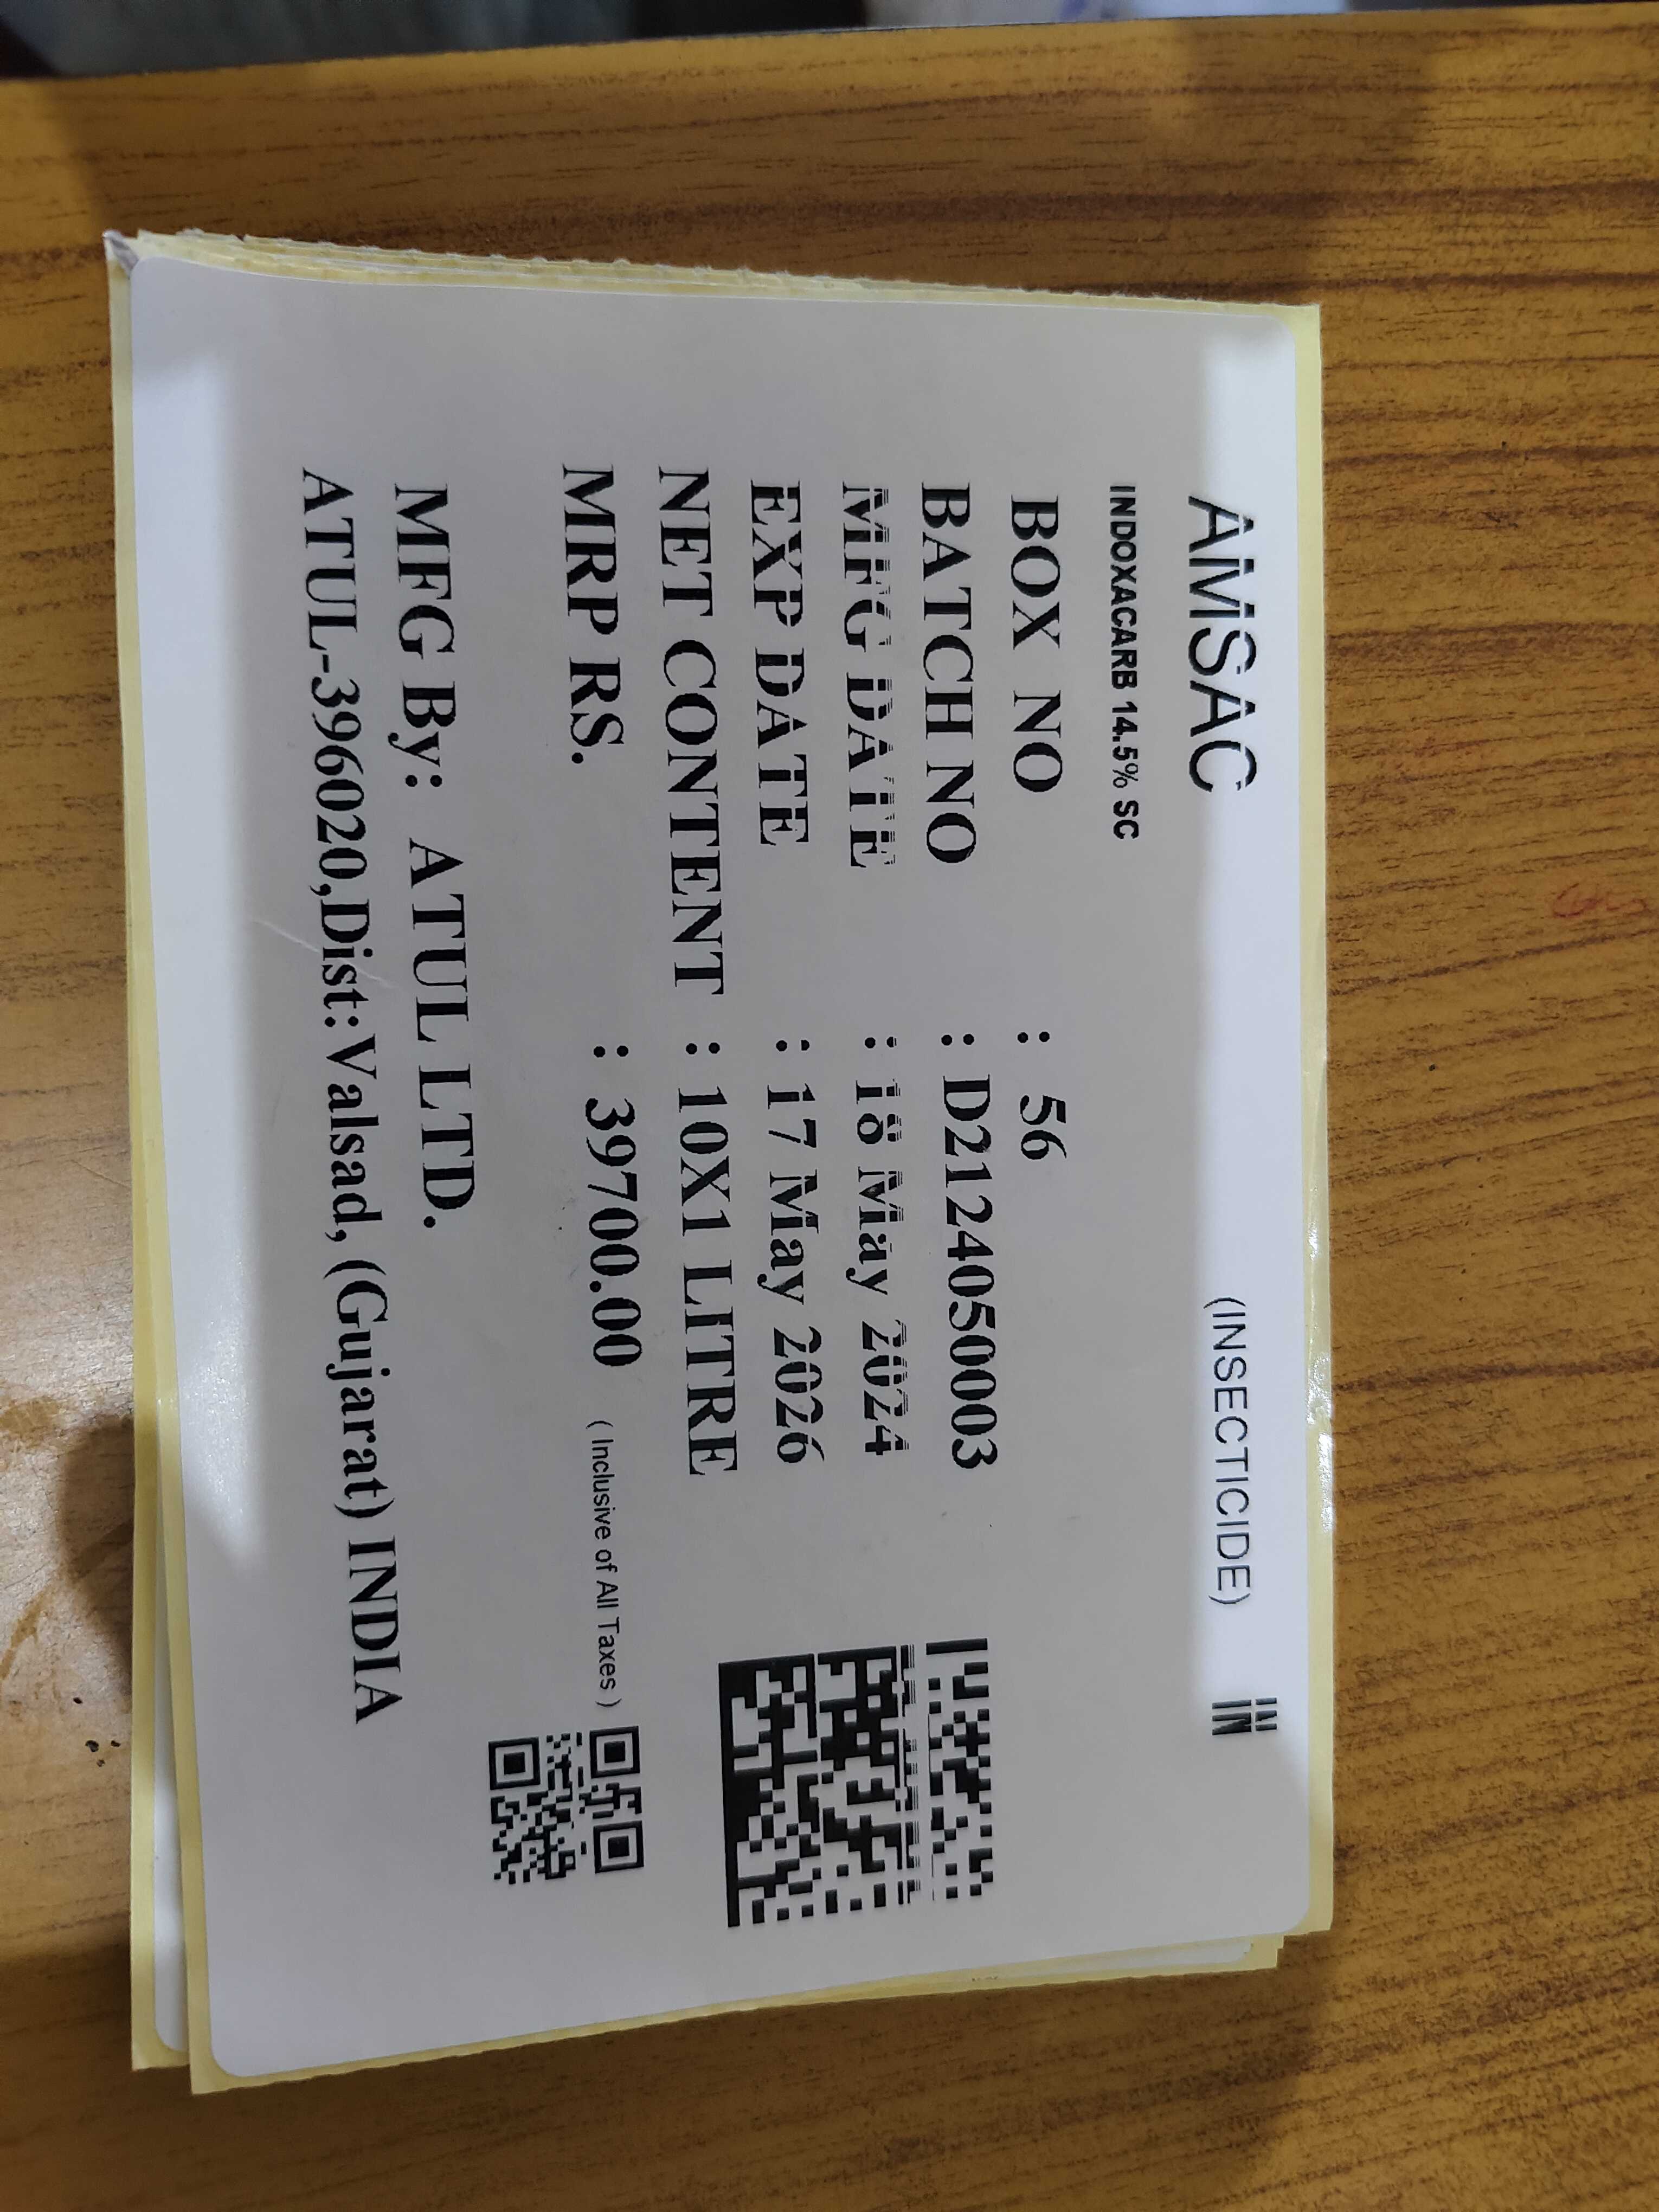 AIMSAC (INSECTICIDE) IN
INDOXACARB 14.5% SC
BOX NO : 56
BATCH NO : D2124050003
MFG DATE : 18 May 2024
EXP DATE : 17 May 2026
NET CONTENT : 10X1 LITRE
MRP RS. : 39700.00 ( Inclusive of All Taxes )
MFG By: ATUL LTD.
ATUL-396020,Dist:Valsad, (Gujarat) INDIA